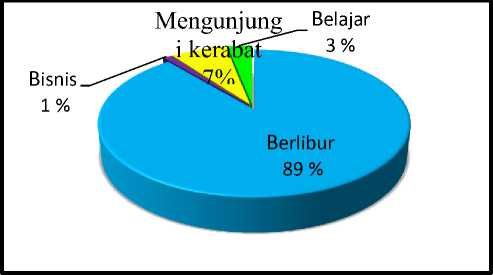 Mengunjung
i kerabat
7%
Belajar
3 %
Bisnis
1 %
Berlibur
89 %